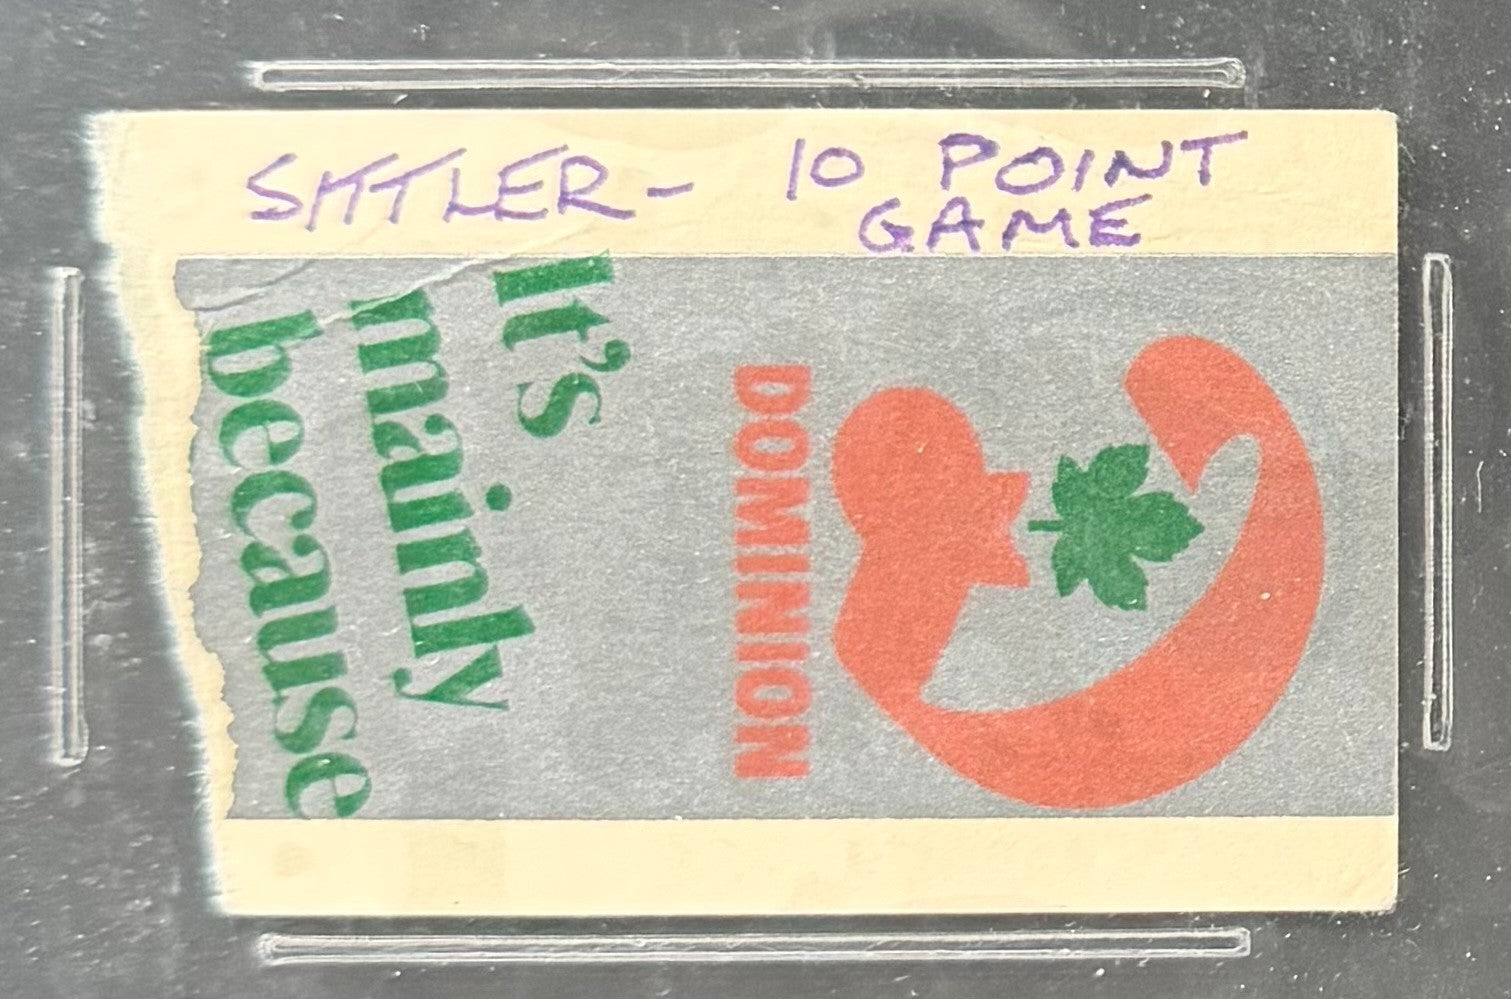 SITTLER - 10 POINT
GAME
DOMINION
It's
mainly
because